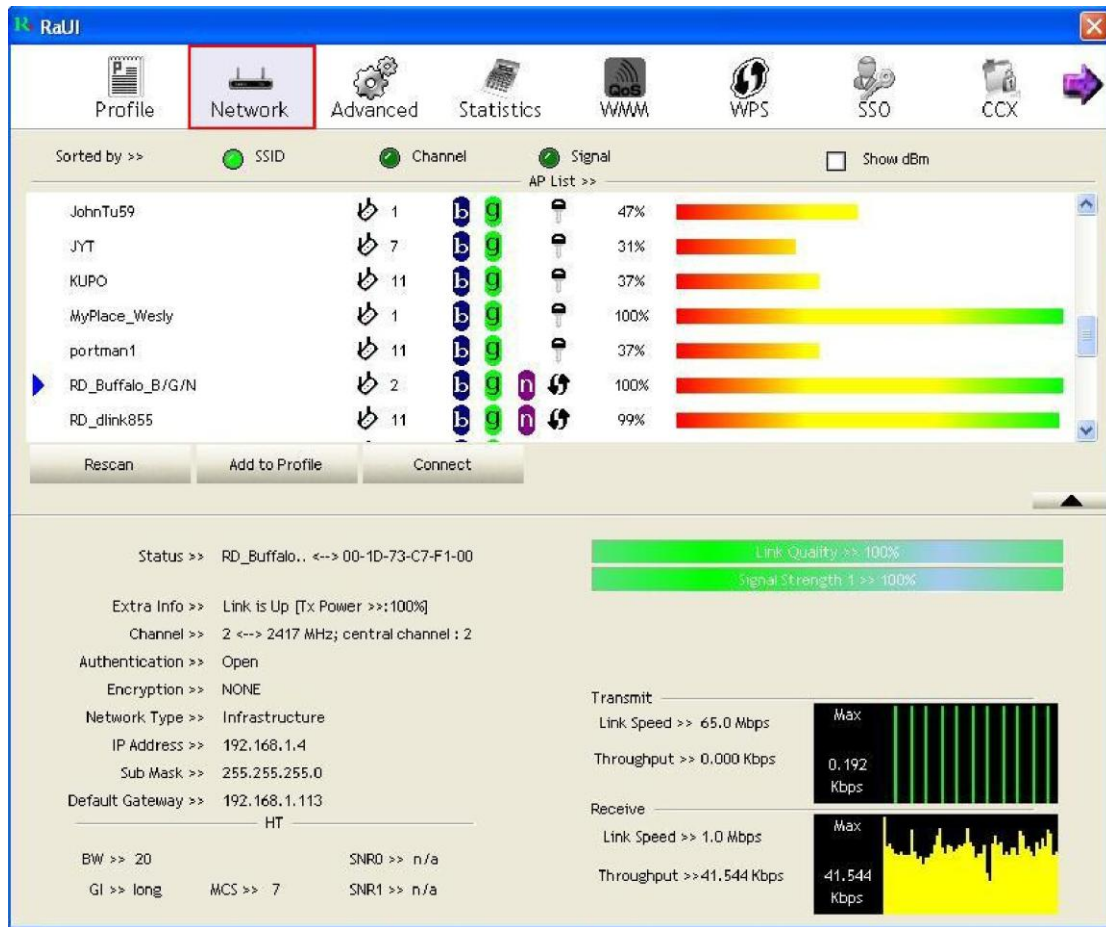 RaUI
Profile Network Advanced Statistics QoS WMM WPS SSO CCX
Sorted by >> SSID Channel Signal Show dBm
AP List >>
JohnTu59 1 b g 47%
JYT 7 b g 31%
KUPO 11 b g 37%
MyPlace_Wesly 1 b g 100%
portman1 11 b g 37%
RD_Buffalo_B/G/N 2 b g n 100%
RD_dlink855 11 b g n 99%
Rescan Add to Profile Connect
Status >> RD_Buffalo.. <--> 00-1D-73-C7-F1-00
Extra Info >> Link is Up [Tx Power >>:100%]
Channel >> 2 <--> 2417 MHz; central channel : 2
Authentication >> Open
Encryption >> NONE
Network Type >> Infrastructure
IP Address >> 192.168.1.4
Sub Mask >> 255.255.255.0
Default Gateway >> 192.168.1.113
HT
BW >> 20 SNR0 >> n/a
GI >> long MCS >> 7 SNR1 >> n/a
Link Quality >> 100%
Signal Strength 1 >> 100%
Transmit
Link Speed >> 65.0 Mbps
Throughput >> 0.000 Kbps
Max
0.192
Kbps
Receive
Link Speed >> 1.0 Mbps
Throughput >>41.544 Kbps
Max
41.544
Kbps